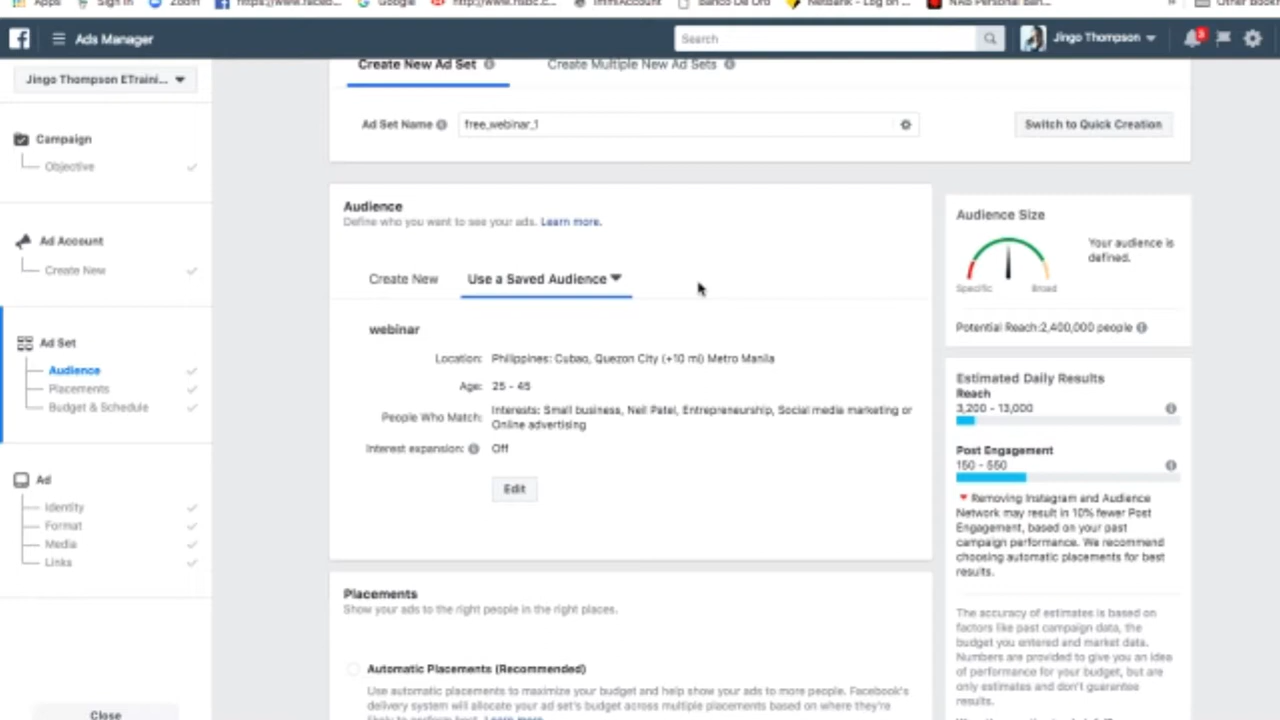 Apps Sign In Zoom https://www.faceb... Google http://www.hsbc.c... ImmiAccount Banco De Oro Netbank - Log on ... NAB Personal Ban... » Other Book
Ads Manager Search Jingo Thompson
Jingo Thompson ETraini...
Campaign
Objective
Ad Account
Create New
Ad Set
Audience
Placements
Budget & Schedule
Ad
Identity
Format
Media
Links
Close
Create New Ad Set Create Multiple New Ad Sets
Ad Set Name free_webinar_1 Switch to Quick Creation
Audience
Define who you want to see your ads. Learn more.
Create New Use a Saved Audience
webinar
Location: Philippines: Cubao, Quezon City (+10 mi) Metro Manila
Age: 25 - 45
People Who Match: Interests: Small business, Neil Patel, Entrepreneurship, Social media marketing or
Online advertising
Interest expansion: Off
Edit
Placements
Show your ads to the right people in the right places.
Automatic Placements (Recommended)
Use automatic placements to maximize your budget and help show your ads to more people. Facebook's
delivery system will allocate your ad set's budget across multiple placements based on where they're
likely to perform best. Learn more.
Audience Size
Your audience is
defined.
Specific Broad
Potential Reach:2,400,000 people
Estimated Daily Results
Reach
3,200 - 13,000
Post Engagement
150 - 550
Removing Instagram and Audience
Network may result in 10% fewer Post
Engagement, based on your past
campaign performance. We recommend
choosing automatic placements for best
results.
The accuracy of estimates is based on
factors like past campaign data, the
budget you entered and market data.
Numbers are provided to give you an idea
of performance for your budget, but are
only estimates and don't guarantee
results.